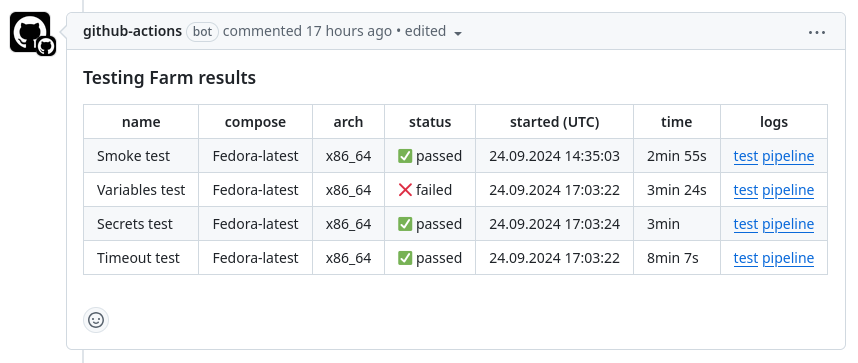 github-actions bot commented 17 hours ago • edited
Testing Farm results
name compose arch status started (UTC) time logs
Smoke test Fedora-latest x86_64 ✅ passed 24.09.2024 14:35:03 2min 55s test pipeline
Variables test Fedora-latest x86_64 ❌ failed 24.09.2024 17:03:22 3min 24s test pipeline
Secrets test Fedora-latest x86_64 ✅ passed 24.09.2024 17:03:24 3min test pipeline
Timeout test Fedora-latest x86_64 ✅ passed 24.09.2024 17:03:22 8min 7s test pipeline